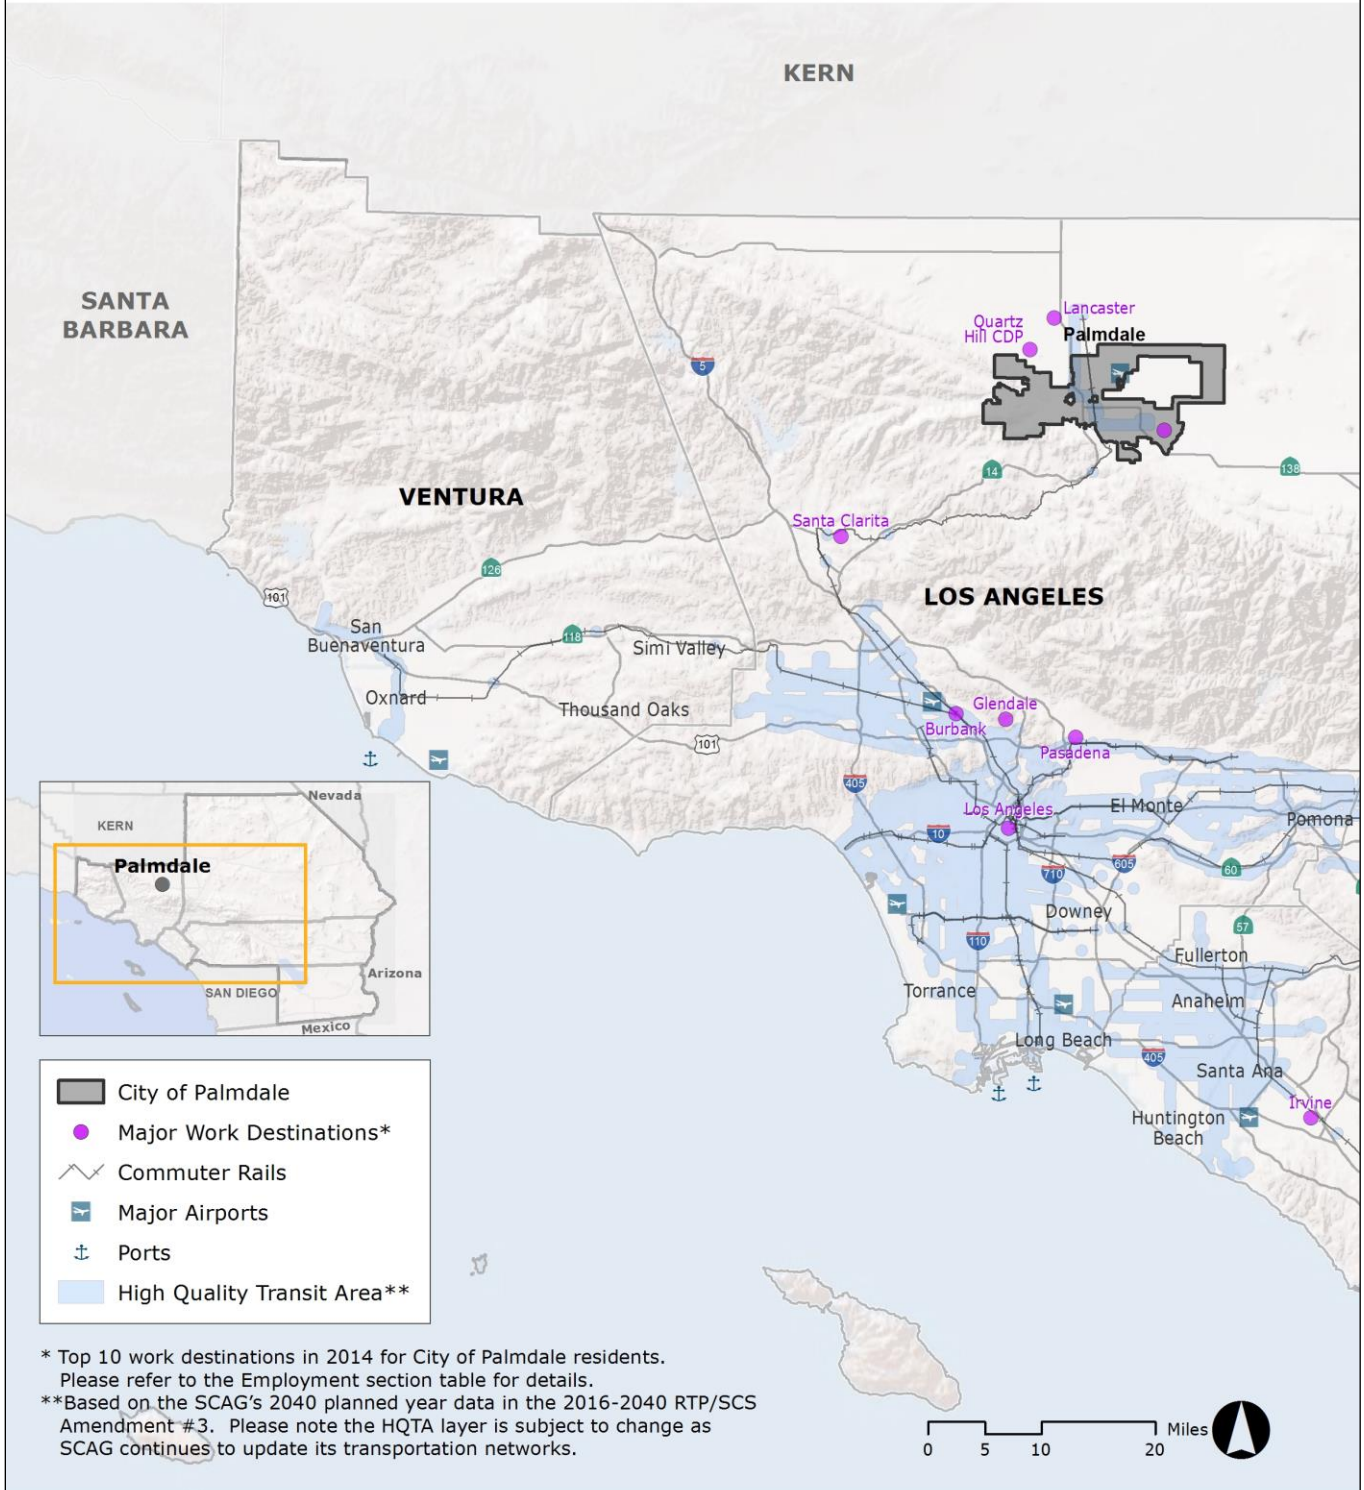 KERN
SANTA
BARBARA
Lancaster
Quartz
Hill CDP
Palmdale
5
14
138
VENTURA
Santa Clarita
126
LOS ANGELES
101
San
Buenaventura
118
Simi Valley
Oxnard
Thousand Oaks
101
Glendale
Burbank
Pasadena
405
Los Angeles
El Monte
Pomona
10
605
60
710
Downey
57
110
Fullerton
Torrance
Anaheim
Long Beach
405
Santa Ana
Irvine
Huntington
Beach
Nevada
KERN
Palmdale
Arizona
SAN DIEGO
Mexico
City of Palmdale
Major Work Destinations*
Commuter Rails
Major Airports
Ports
High Quality Transit Area**
* Top 10 work destinations in 2014 for City of Palmdale residents.
Please refer to the Employment section table for details.
**Based on the SCAG's 2040 planned year data in the 2016-2040 RTP/SCS
Amendment #3. Please note the HQTA layer is subject to change as
SCAG continues to update its transportation networks.
Miles
0 5 10 20